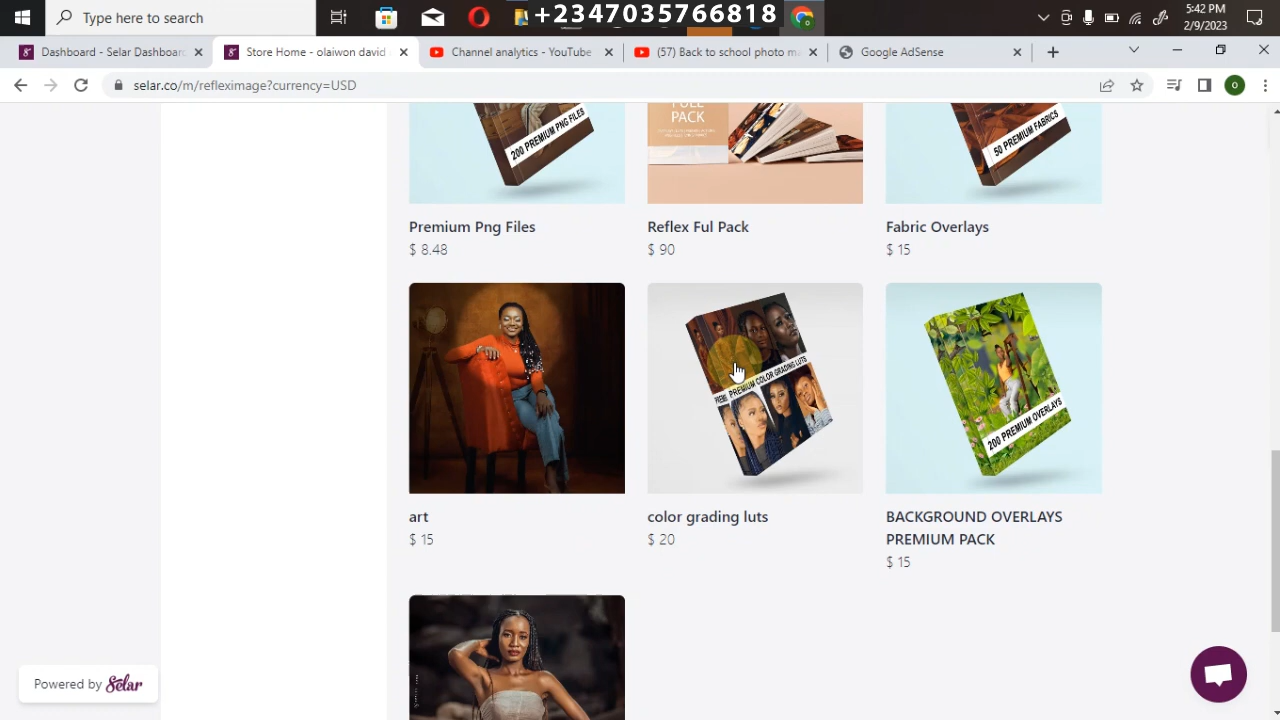 Type here to search
+2347035766818
5:42 PM
2/9/2023
Dashboard - Selar Dashboar
Store Home - olaiwon david
Channel analytics - YouTube
(57) Back to school photo ma
Google AdSense
selar.co/m/refleximage?currency=USD
200 PREMIUM PNG FILES
FULL
PACK
50 PREMIUM FABRICS
Premium Png Files
Reflex Ful Pack
Fabric Overlays
$ 8.48
$ 90
$ 15
PREMIUM COLOR GRADING LUTS
200 PREMIUM OVERLAYS
art
color grading luts
BACKGROUND OVERLAYS
PREMIUM PACK
$ 15
$ 20
$ 15
Powered by Selar